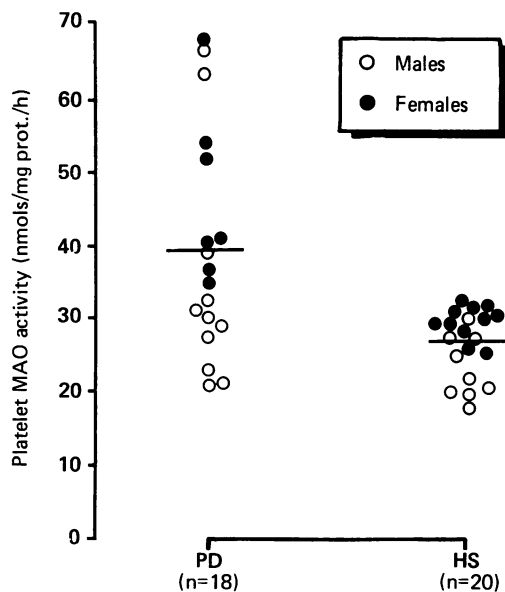 70
60
50
40
30
20
10
0
Platelet MAO activity (nmols/mg prot./h)
Males
Females
PD
(n=18)
HS
(n=20)